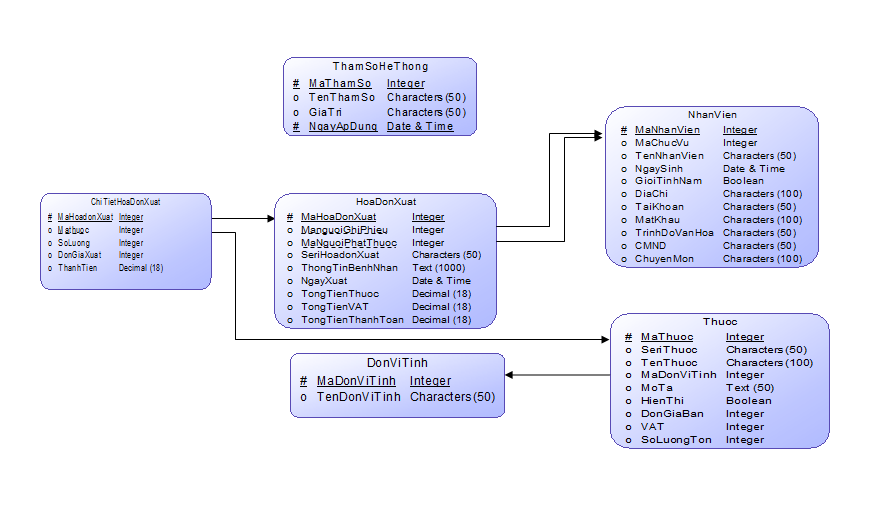 ThamSoHeThong
# MaThamSo Integer
o TenThamSo Characters (50)
o GiaTri Characters (50)
# NgayApDung Date & Time
NhanVien
# MaNhanVien Integer
o MaChucVu Integer
o TenNhanVien Characters (50)
o NgaySinh Date & Time
o GioiTinhNam Boolean
o DiaChi Characters (100)
o TaiKhoan Characters (50)
o MatKhau Characters (100)
o TrinhDoVanHoa Characters (50)
o CMND Characters (50)
o ChuyenMon Characters (100)
ChiTietHoaDonXuat
# MaHoadonXuat Integer
o Mathuoc Integer
o SoLuong Integer
o DonGiaXuat Integer
o ThanhTien Decimal (18)
HoaDonXuat
# MaHoaDonXuat Integer
o ManguoiGhiPhieu Integer
o MaNguoiPhatThuoc Integer
o SeriHoadonXuat Characters (50)
o ThongTinBenhNhan Text (1000)
o NgayXuat Date & Time
o TongTienThuoc Decimal (18)
o TongTienVAT Decimal (18)
o TongTienThanhToan Decimal (18)
Thuoc
# MaThuoc Integer
o SeriThuoc Characters (50)
o TenThuoc Characters (100)
o MaDonViTinh Integer
o MoTa Text (50)
o HienThi Boolean
o DonGiaBan Integer
o VAT Integer
o SoLuongTon Integer
DonViTinh
# MaDonViTinh Integer
o TenDonViTinh Characters (50)